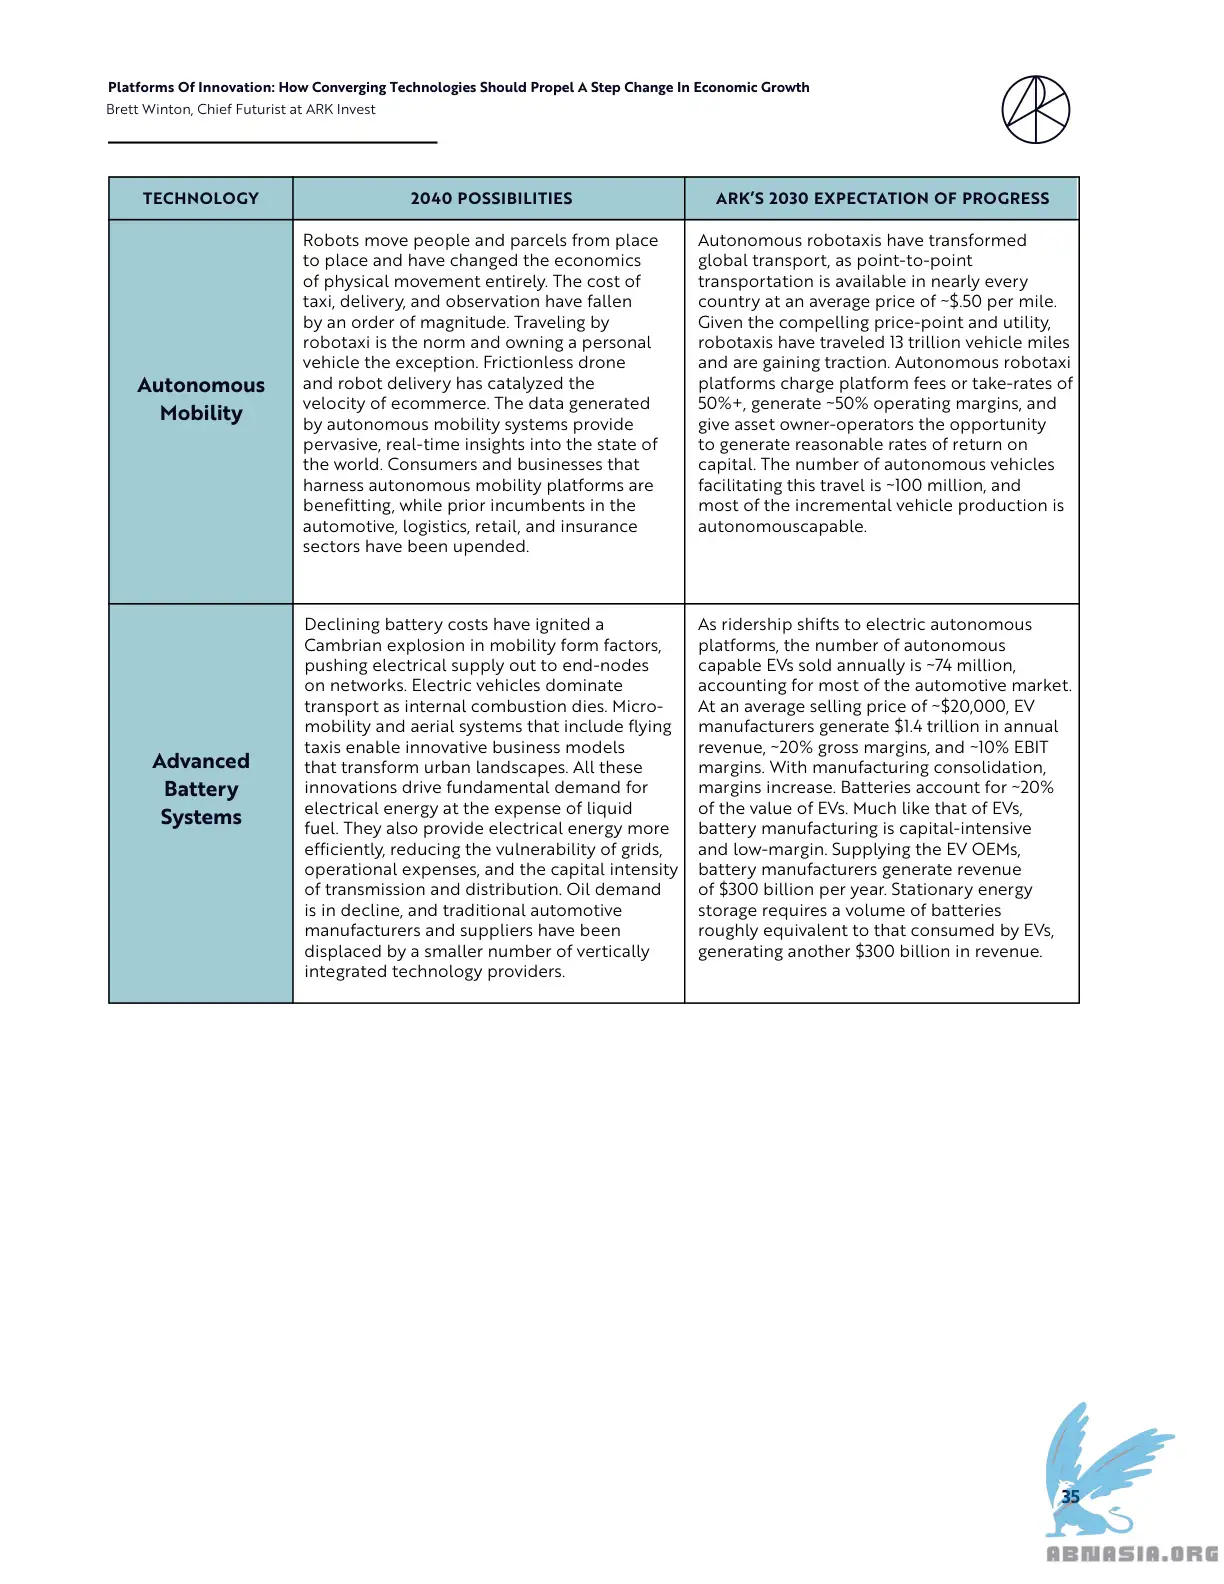 Platforms Of Innovation: How Converging Technologies Should Propel A Step Change In Economic Growth
Brett Winton, Chief Futurist at ARK Invest
TECHNOLOGY
2040 POSSIBILITIES
ARK'S 2030 EXPECTATION OF PROGRESS
Autonomous
Mobility
Robots move people and parcels from place
to place and have changed the economics
of physical movement entirely. The cost of
taxi, delivery, and observation have fallen
by an order of magnitude. Traveling by
robotaxi is the norm and owning a personal
vehicle the exception. Frictionless drone
and robot delivery has catalyzed the
velocity of ecommerce. The data generated
by autonomous mobility systems provide
pervasive, real-time insights into the state of
the world. Consumers and businesses that
harness autonomous mobility platforms are
benefitting, while prior incumbents in the
automotive, logistics, retail, and insurance
sectors have been upended.
Autonomous robotaxis have transformed
global transport, as point-to-point
transportation is available in nearly every
country at an average price of ~$.50 per mile.
Given the compelling price-point and utility,
robotaxis have traveled 13 trillion vehicle miles
and are gaining traction. Autonomous robotaxi
platforms charge platform fees or take-rates of
50%+, generate ~50% operating margins, and
give asset owner-operators the opportunity
to generate reasonable rates of return on
capital. The number of autonomous vehicles
facilitating this travel is ~100 million, and
most of the incremental vehicle production is
autonomouscapable.
Advanced
Battery
Systems
Declining battery costs have ignited a
Cambrian explosion in mobility form factors,
pushing electrical supply out to end-nodes
on networks. Electric vehicles dominate
transport as internal combustion dies. Micro-
mobility and aerial systems that include flying
taxis enable innovative business models
that transform urban landscapes. All these
innovations drive fundamental demand for
electrical energy at the expense of liquid
fuel. They also provide electrical energy more
efficiently, reducing the vulnerability of grids,
operational expenses, and the capital intensity
of transmission and distribution. Oil demand
is in decline, and traditional automotive
manufacturers and suppliers have been
displaced by a smaller number of vertically
integrated technology providers.
As ridership shifts to electric autonomous
platforms, the number of autonomous
capable EVs sold annually is ~74 million,
accounting for most of the automotive market.
At an average selling price of ~$20,000, EV
manufacturers generate $1.4 trillion in annual
revenue, ~20% gross margins, and ~10% EBIT
margins. With manufacturing consolidation,
margins increase. Batteries account for ~20%
of the value of EVs. Much like that of EVs,
battery manufacturing is capital-intensive
and low-margin. Supplying the EV OEMs,
battery manufacturers generate revenue
of $300 billion per year. Stationary energy
storage requires a volume of batteries
roughly equivalent to that consumed by EVs,
generating another $300 billion in revenue.
35
ABNASIA.ORG